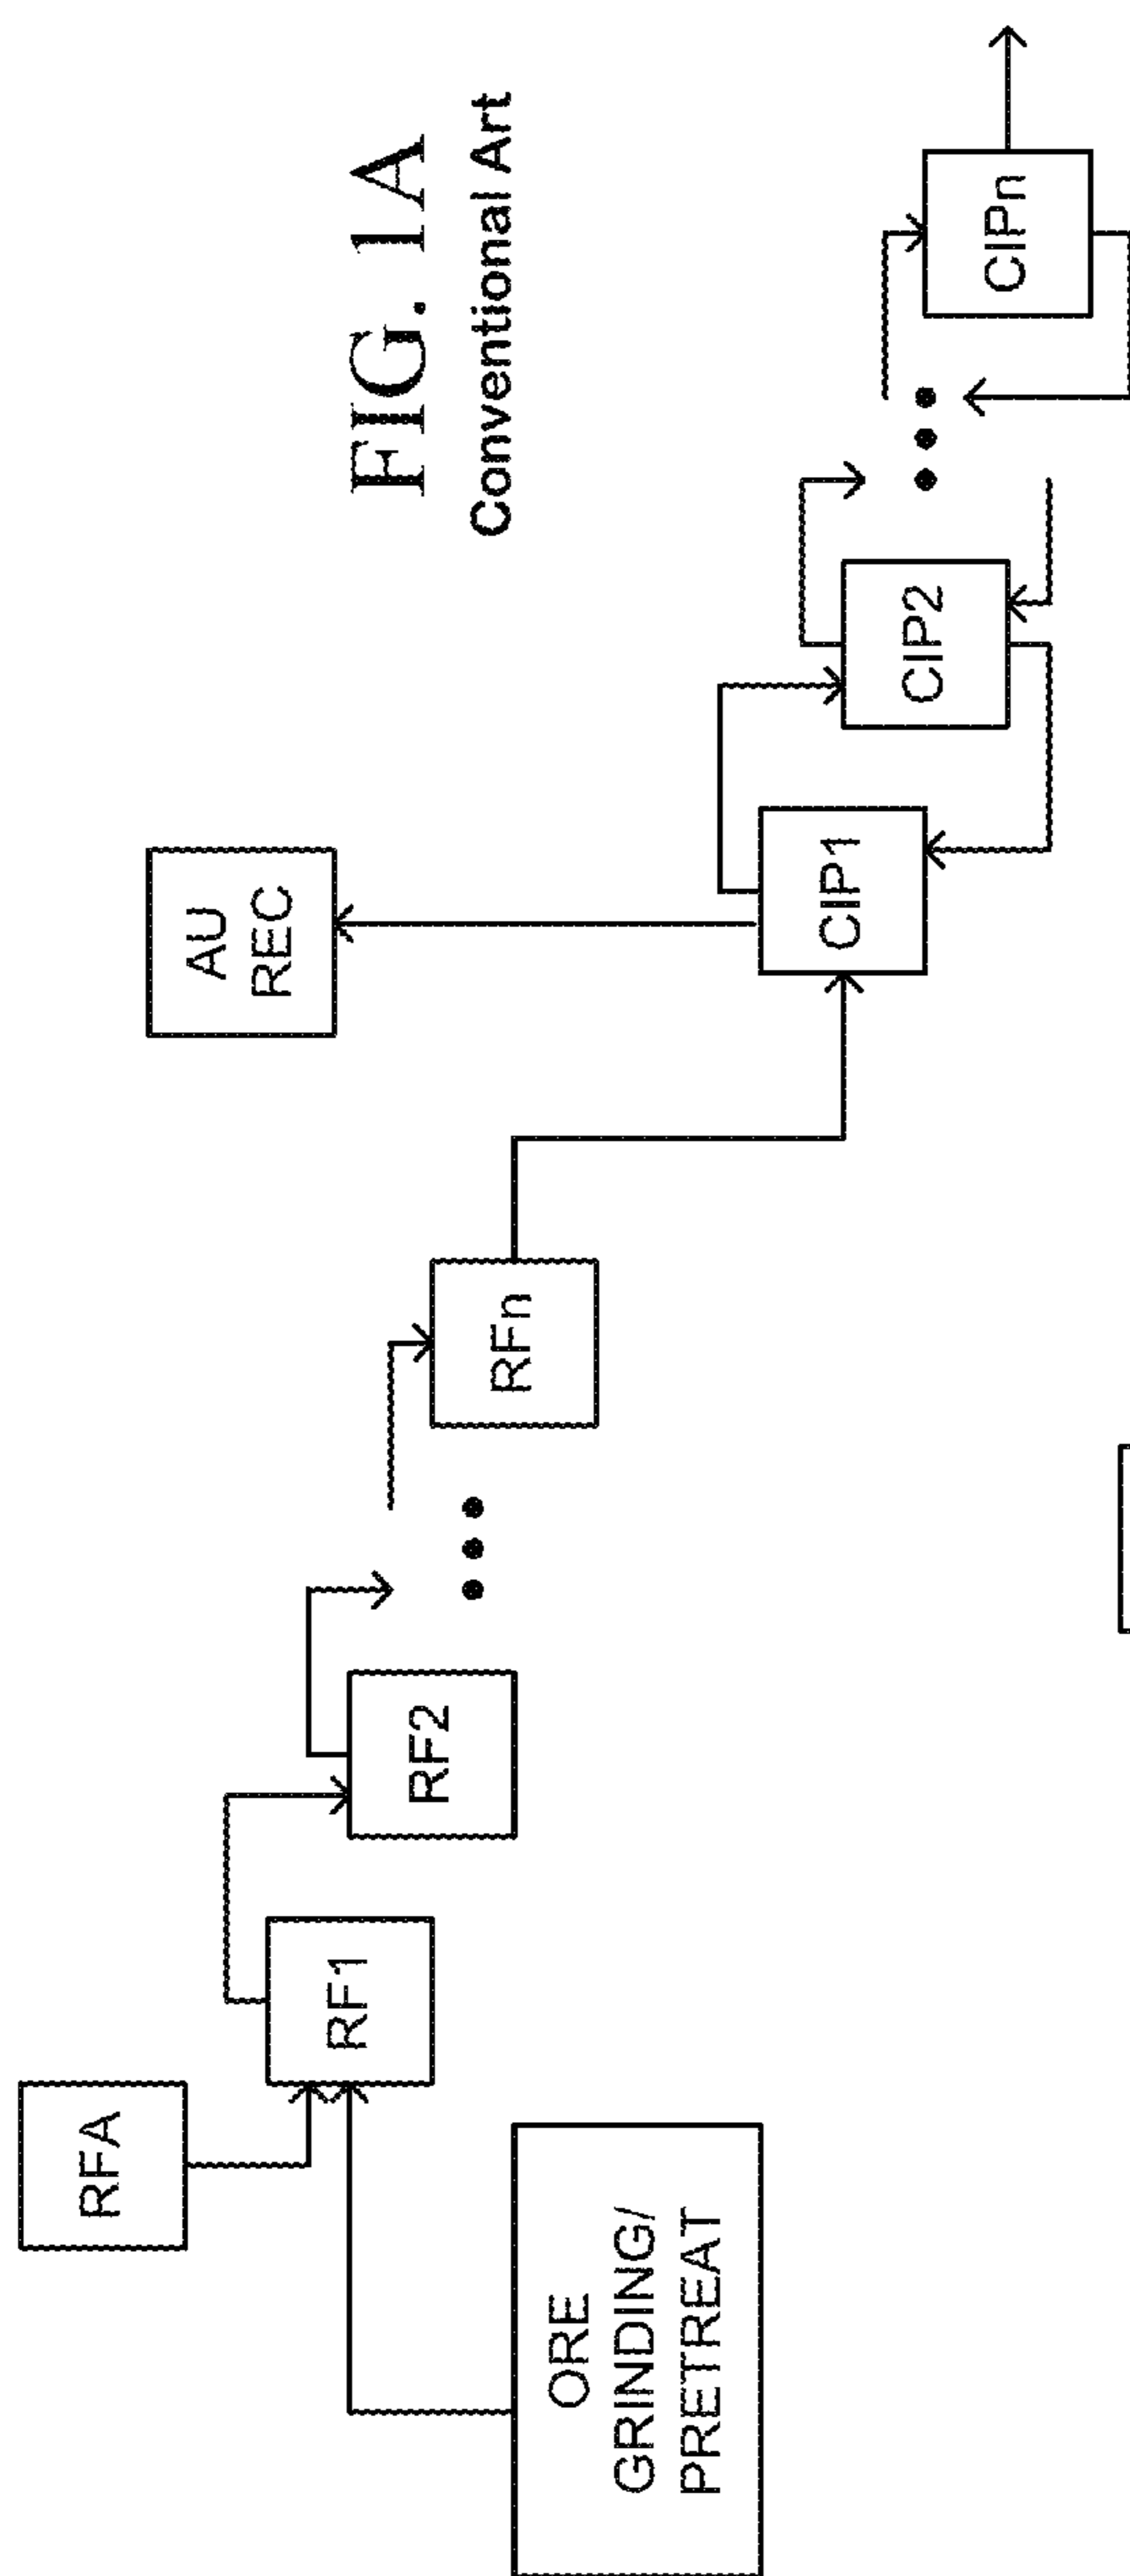 FIG. 1A
Conventional Art
RFA
RF1
RF2
RFn
AU
REC
CIP1
CIP2
CIPn
ORE
GRINDING/
PRETREAT